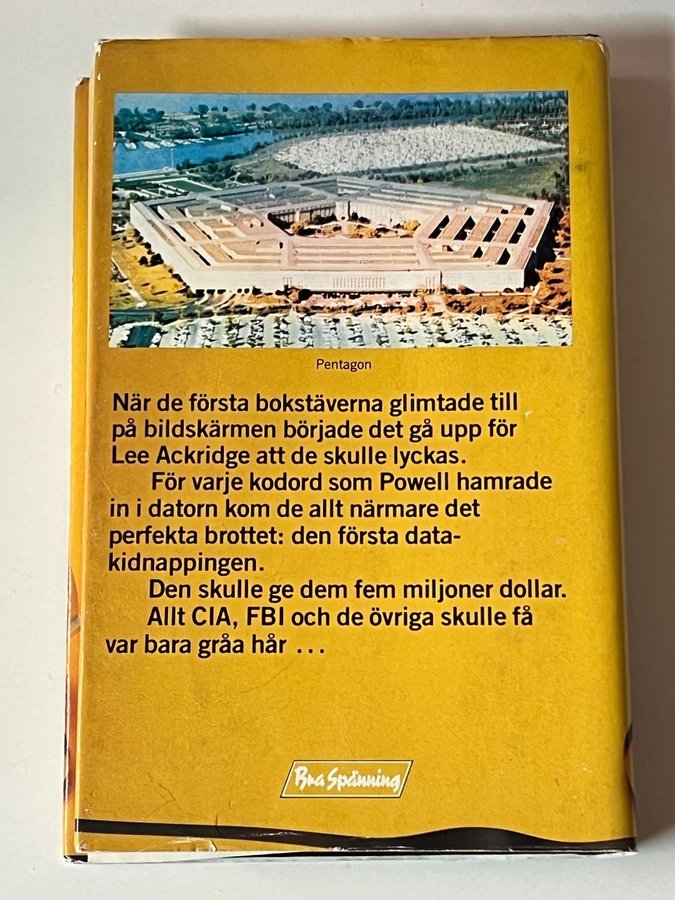 Pentagon
När de första bokstäverna glimtade till
på bildskärmen började det gå upp för
Lee Ackridge att de skulle lyckas.
För varje kodord som Powell hamrade
in i datorn kom de allt närmare det
perfekta brottet: den första data-
kidnappingen.
Den skulle ge dem fem miljoner dollar.
Allt CIA, FBI och de övriga skulle få
var bara gråa hår ...
Bra Spänning